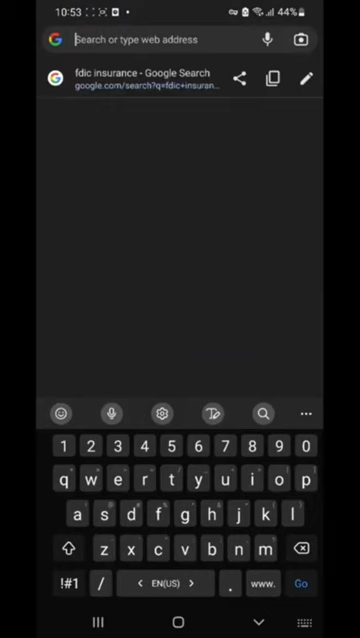 10:53
44%
Search or type web address
fdic insurance - Google Search
google.com/search?q=fdic+insuran...
1 2 3 4 5 6 7 8 9 0
q w e r t y u i o p
a s d f g h j k l
z x c v b n m
!#1 / < EN(US) > . www. Go